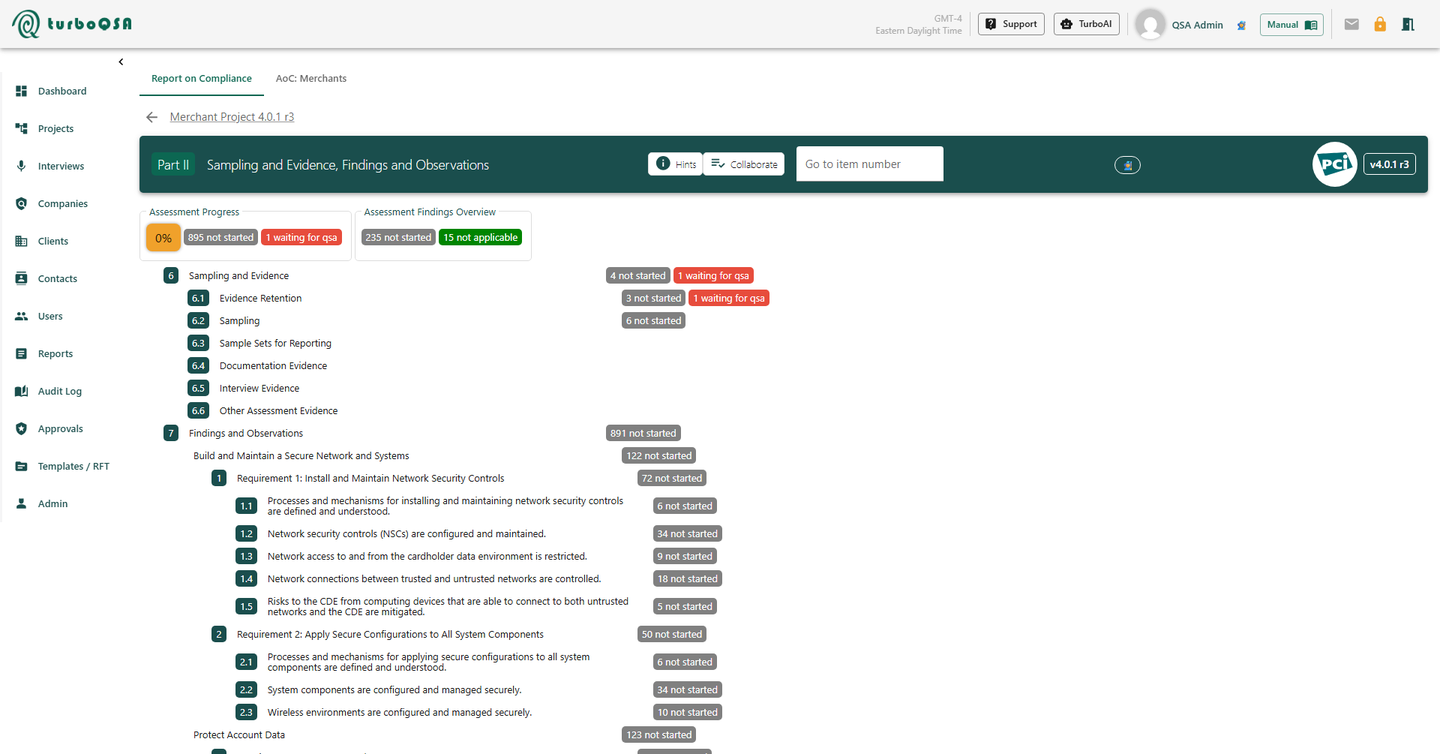 turboQSA
GMT-4
Eastern Daylight Time
Support
TurboAI
QSA Admin
Manual
Dashboard
Projects
Interviews
Companies
Clients
Contacts
Users
Reports
Audit Log
Approvals
Templates / RFT
Admin
Report on Compliance
AoC: Merchants
Merchant Project 4.0.1 r3
Part II
Sampling and Evidence, Findings and Observations
Hints
Collaborate
Go to item number
PCi
v4.0.1 r3
Assessment Progress
0% 895 not started 1 waiting for qsa
Assessment Findings Overview
235 not started 15 not applicable
6 Sampling and Evidence 4 not started 1 waiting for qsa
6.1 Evidence Retention 3 not started 1 waiting for qsa
6.2 Sampling 6 not started
6.3 Sample Sets for Reporting
6.4 Documentation Evidence
6.5 Interview Evidence
6.6 Other Assessment Evidence
7 Findings and Observations 891 not started
Build and Maintain a Secure Network and Systems 122 not started
1 Requirement 1: Install and Maintain Network Security Controls 72 not started
1.1 Processes and mechanisms for installing and maintaining network security controls
are defined and understood. 6 not started
1.2 Network security controls (NSCs) are configured and maintained. 34 not started
1.3 Network access to and from the cardholder data environment is restricted. 9 not started
1.4 Network connections between trusted and untrusted networks are controlled. 18 not started
1.5 Risks to the CDE from computing devices that are able to connect to both untrusted
networks and the CDE are mitigated. 5 not started
2 Requirement 2: Apply Secure Configurations to All System Components 50 not started
2.1 Processes and mechanisms for applying secure configurations to all system
components are defined and understood. 6 not started
2.2 System components are configured and managed securely. 34 not started
2.3 Wireless environments are configured and managed securely. 10 not started
Protect Account Data 123 not started